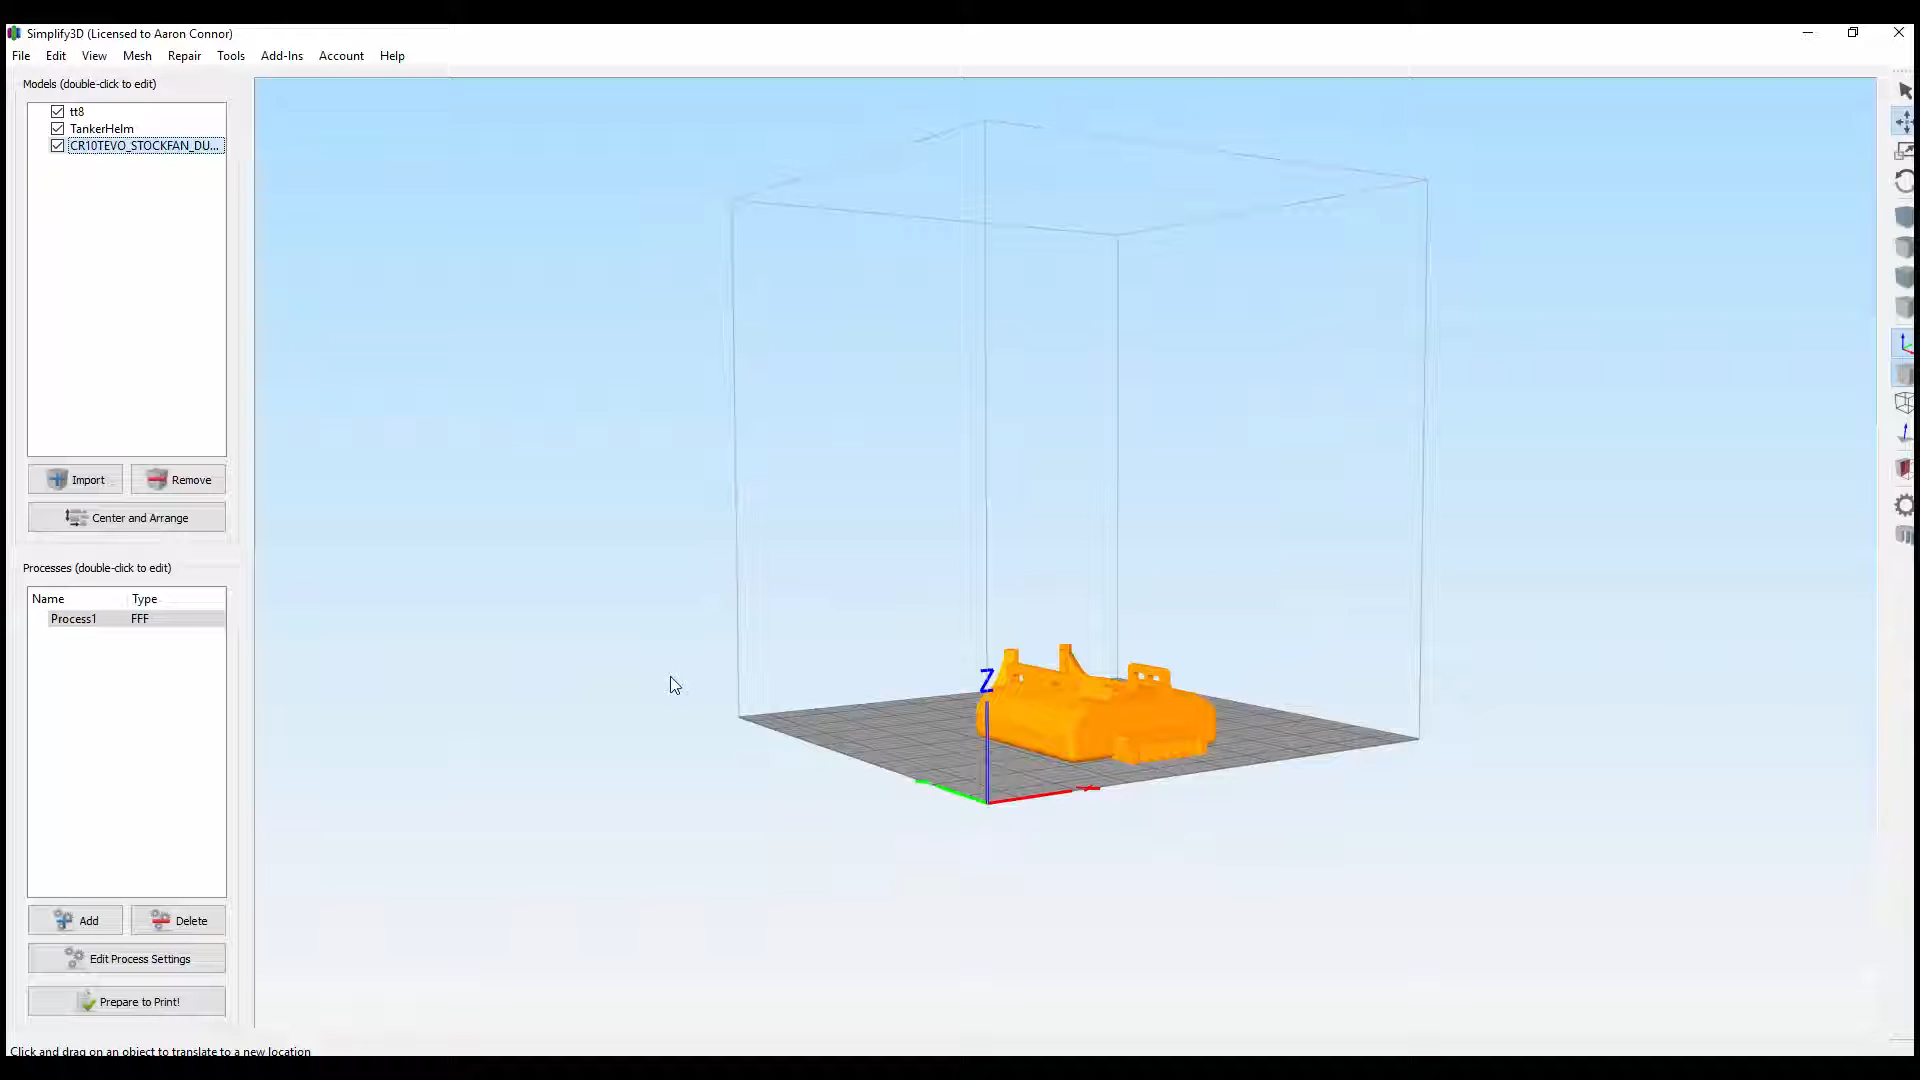 Simplify3D (Licensed to Aaron Connor)
File Edit View Mesh Repair Tools Add-Ins Account Help
Models (double-click to edit)
tt8
TankerHelm
CR10TEVO_STOCKFAN_DU...
Import Remove
Center and Arrange
Processes (double-click to edit)
Name Type
Process1 FFF
Z
Add Delete
Edit Process Settings
Prepare to Print!
Click and drag on an object to translate to a new location